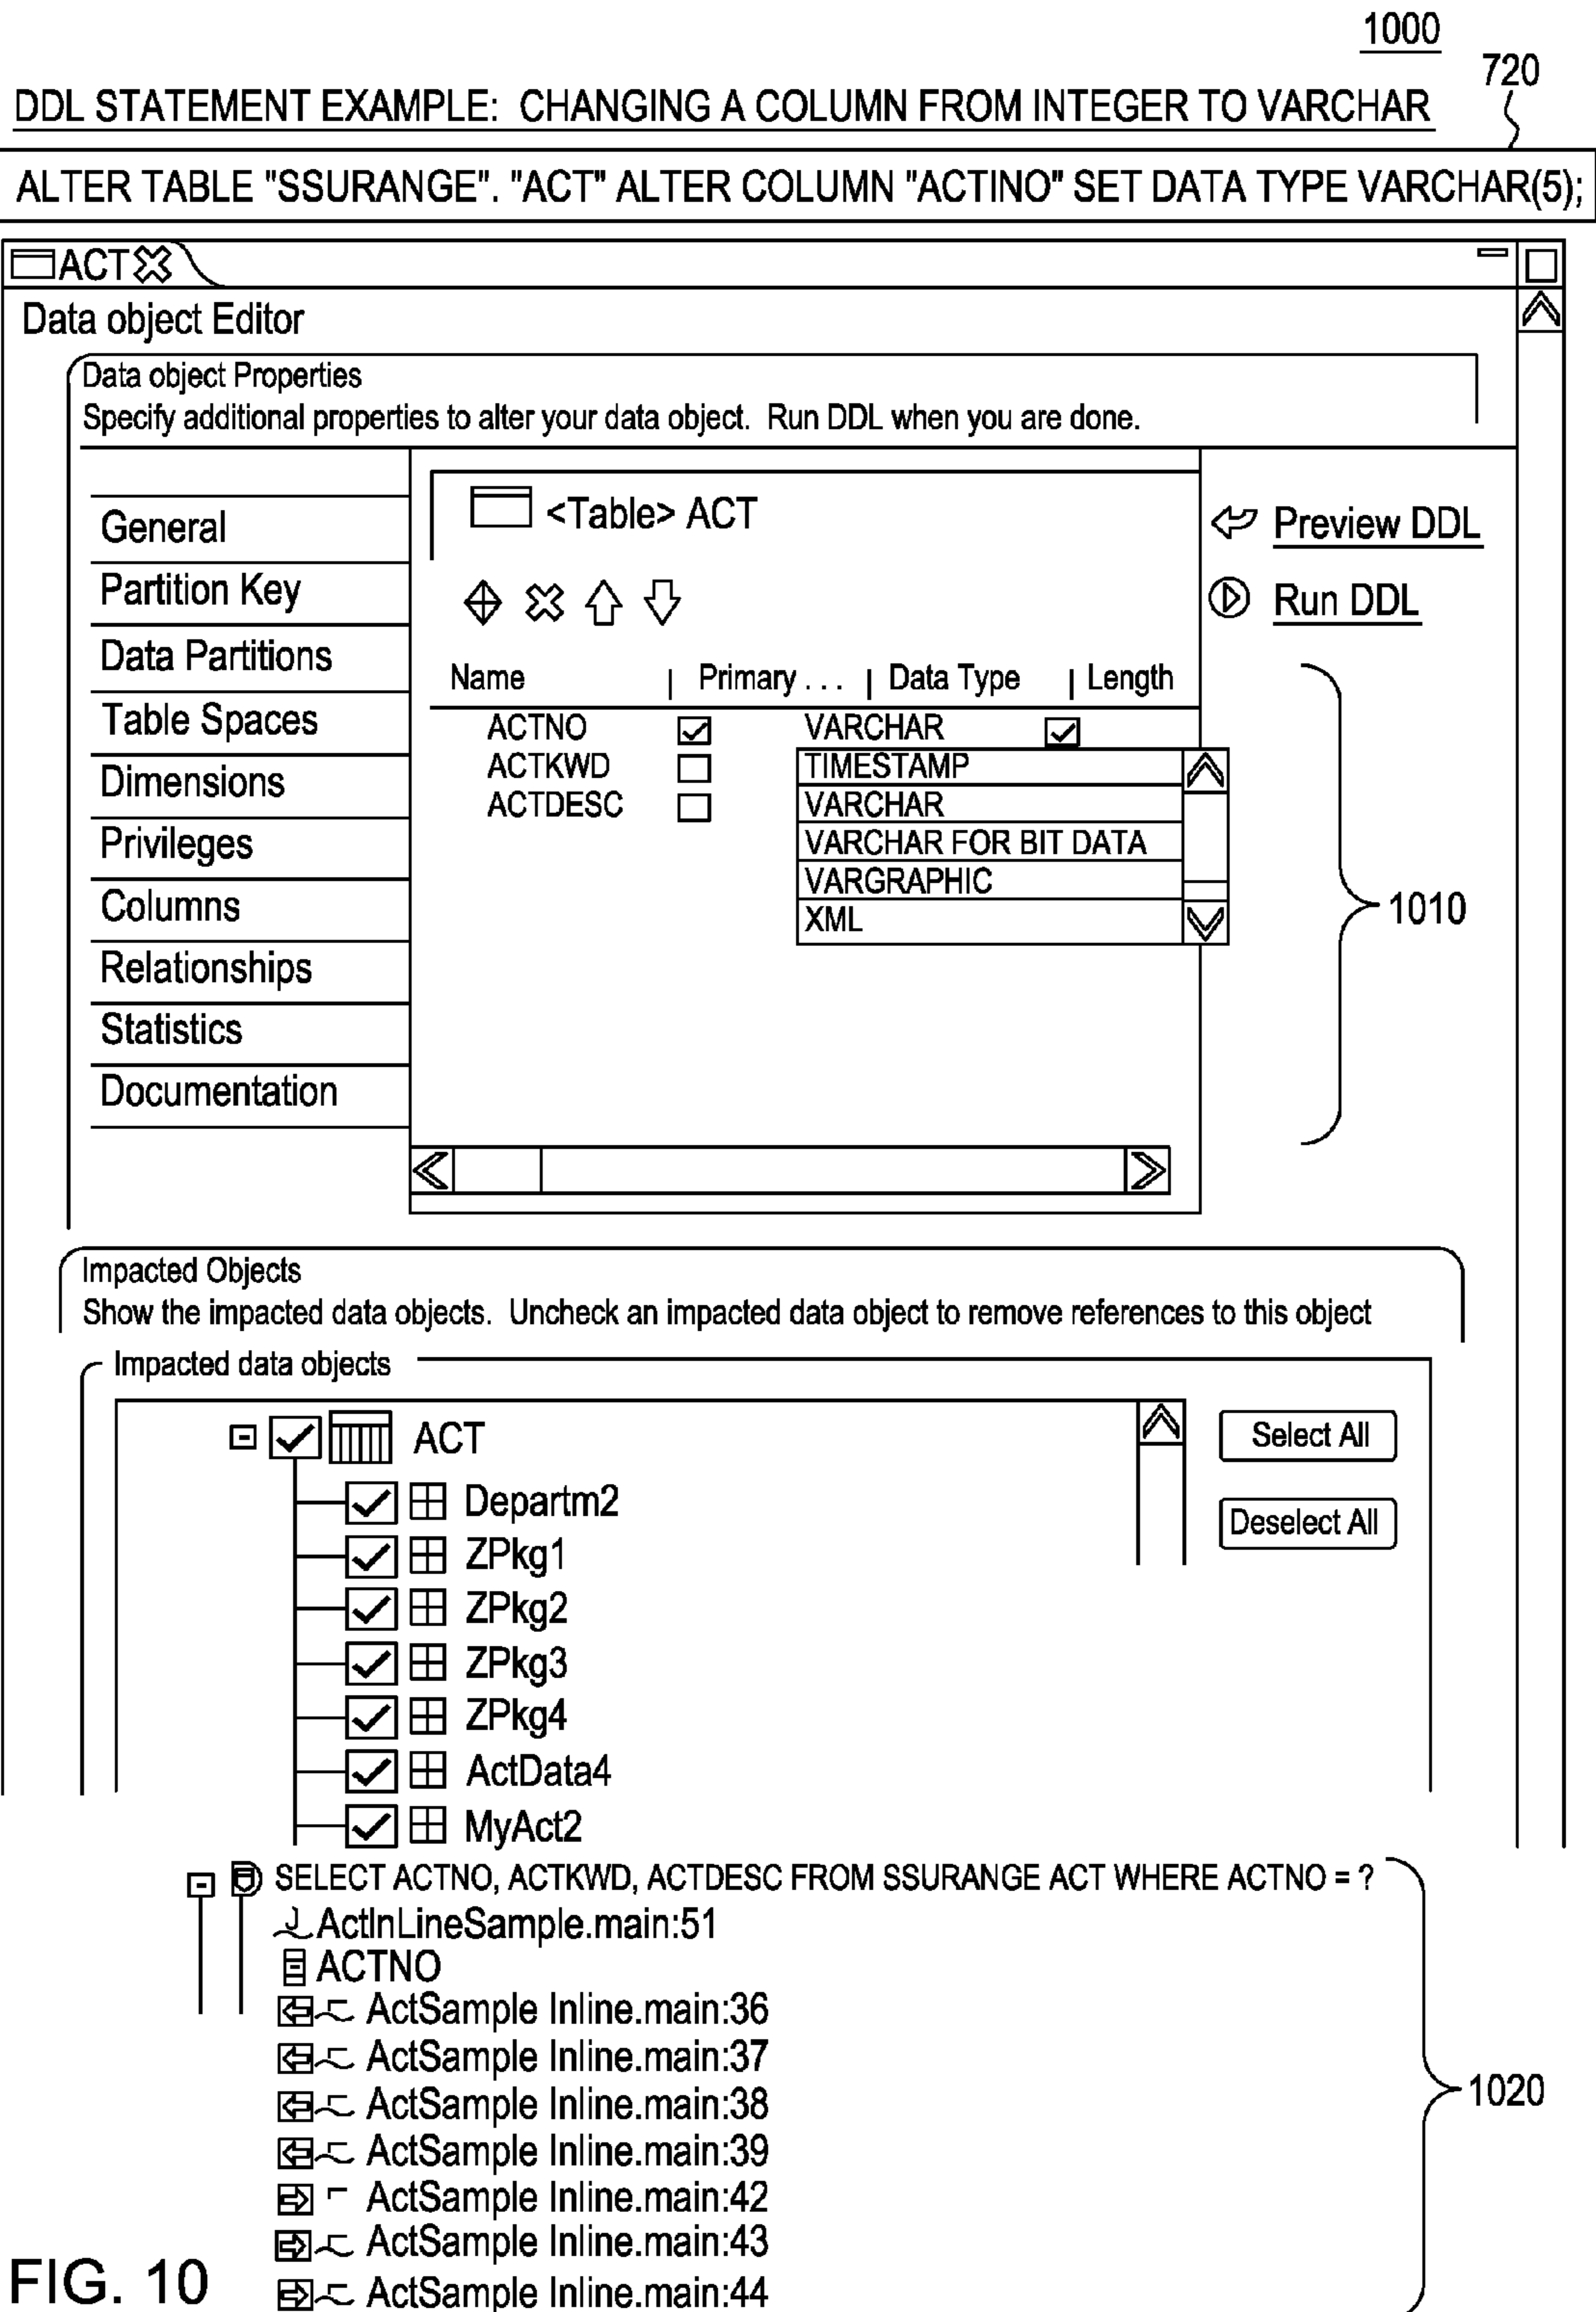 1000
720
DDL STATEMENT EXAMPLE: CHANGING A COLUMN FROM INTEGER TO VARCHAR
ALTER TABLE "SSURANGE". "ACT" ALTER COLUMN "ACTINO" SET DATA TYPE VARCHAR(5);
ACT
Data object Editor
Data object Properties
Specify additional properties to alter your data object. Run DDL when you are done.
General
Partition Key
Data Partitions
Table Spaces
Dimensions
Privileges
Columns
Relationships
Statistics
Documentation
<Table> ACT
Name | Primary . . . | Data Type | Length
ACTNO VARCHAR
ACTKWD
ACTDESC
TIMESTAMP
VARCHAR
VARCHAR FOR BIT DATA
VARGRAPHIC
XML
Preview DDL
Run DDL
1010
Impacted Objects
Show the impacted data objects. Uncheck an impacted data object to remove references to this object
Impacted data objects
ACT
Departm2
ZPkg1
ZPkg2
ZPkg3
ZPkg4
ActData4
MyAct2
Select All
Deselect All
SELECT ACTNO, ACTKWD, ACTDESC FROM SSURANGE ACT WHERE ACTNO = ?
J ActInLineSample.main:51
ACTNO
ActSample Inline.main:36
ActSample Inline.main:37
ActSample Inline.main:38
ActSample Inline.main:39
ActSample Inline.main:42
ActSample Inline.main:43
ActSample Inline.main:44
1020
FIG. 10